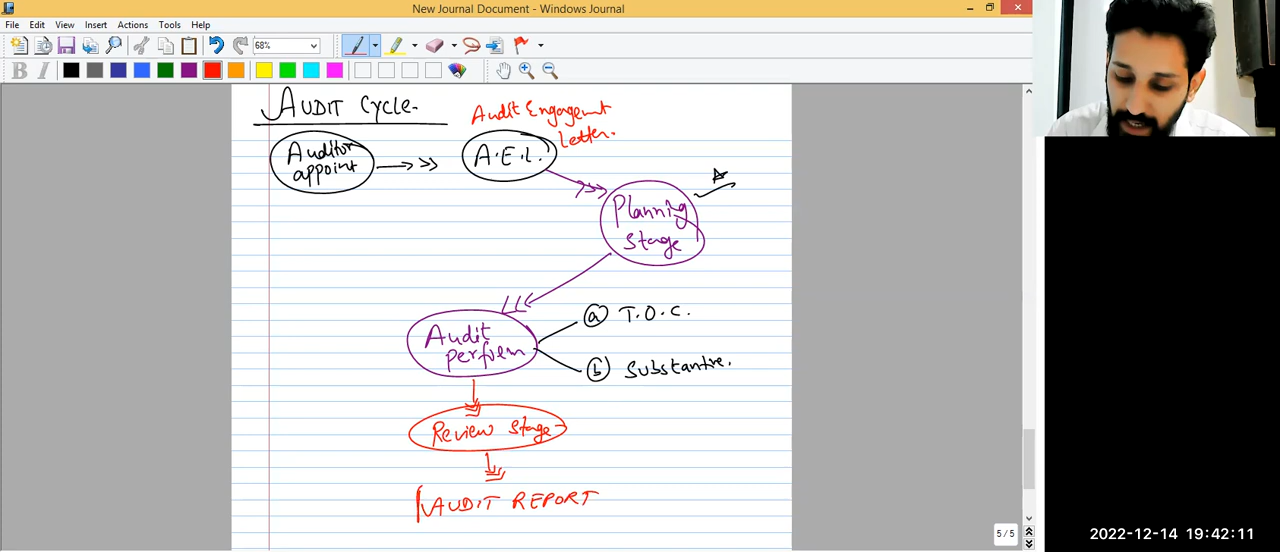 New Journal Document - Windows Journal
File Edit View Insert Actions Tools Help
68%
B I
AUDIT Cycle-
Audit Engagement
Letter.
Auditor
appoint
A.E.L.
Planning
Stage
Audit
perform
a T.O.C.
b Substantive.
Review Stage
AUDIT REPORT
5 / 5
2022-12-14 19:42:11